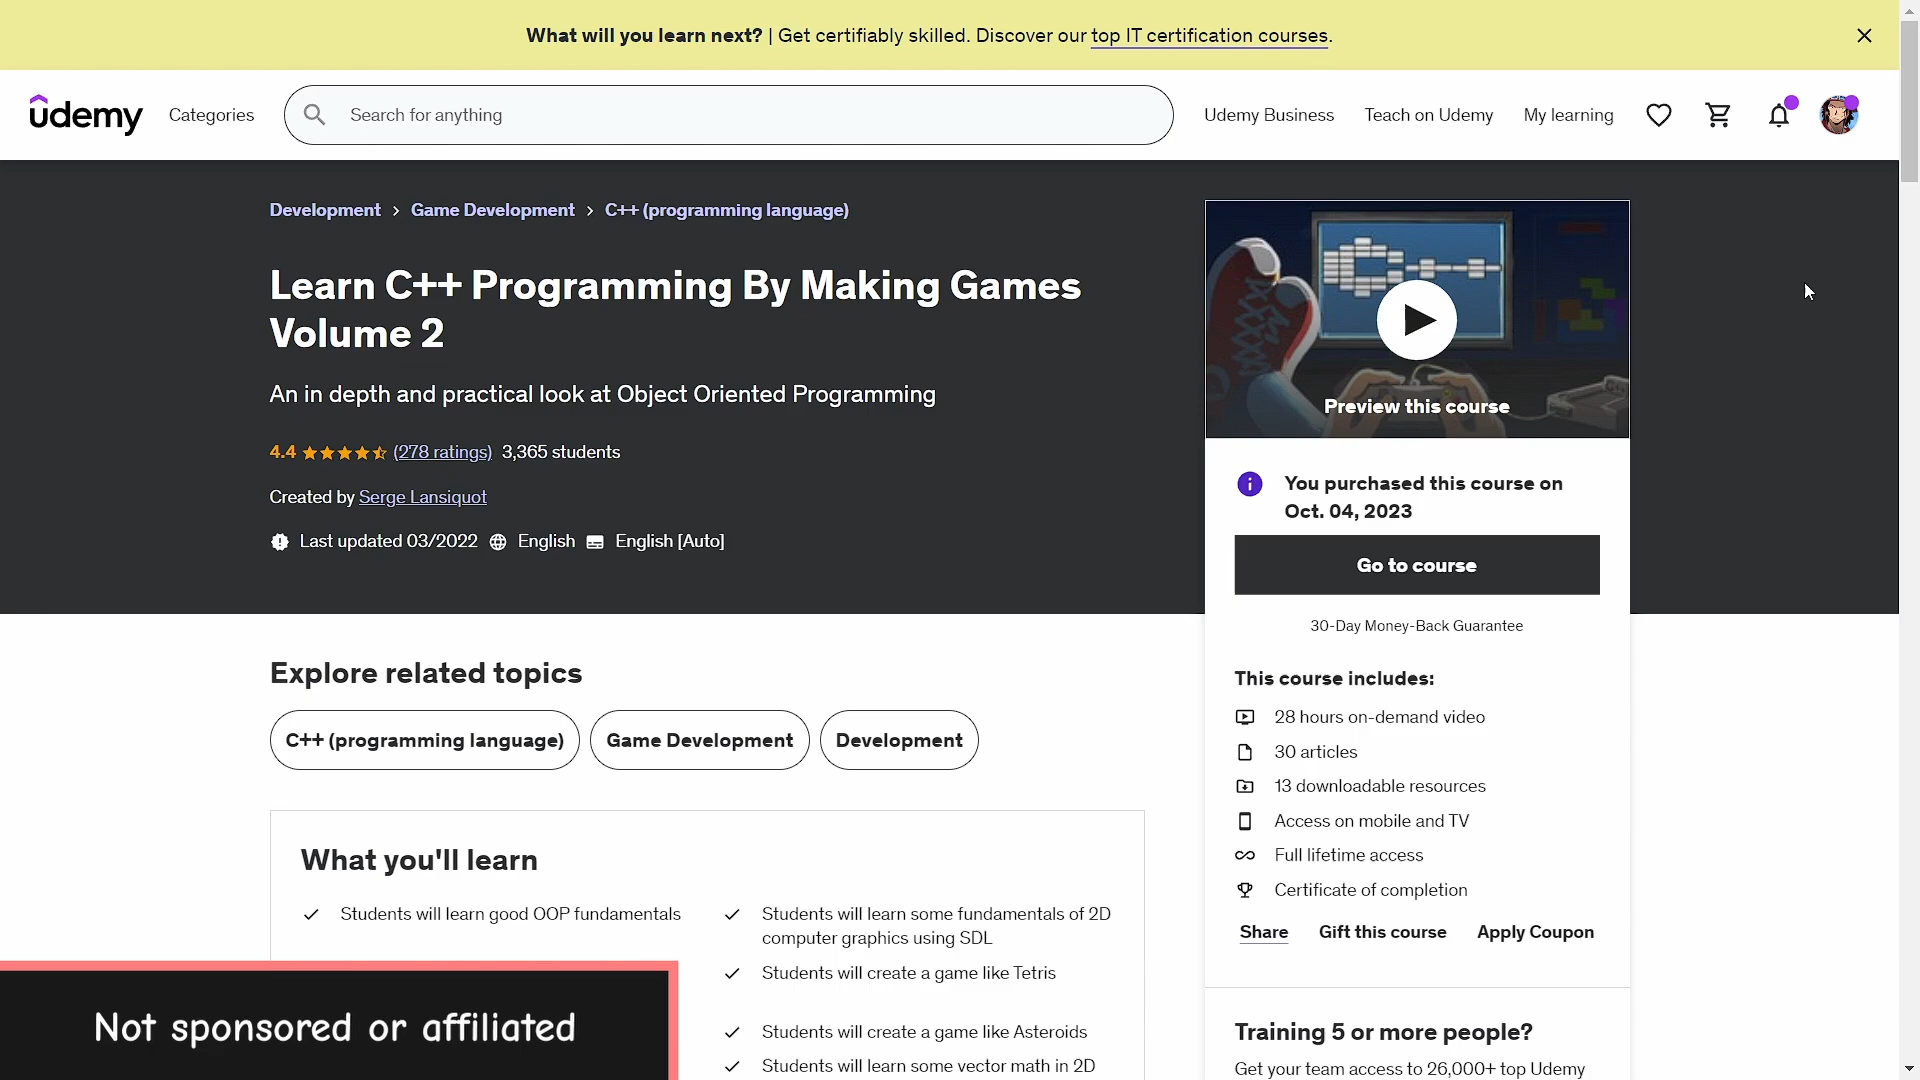 What will you learn next? | Get certifiably skilled. Discover our top IT certification courses.
udemy
Categories
Search for anything
Udemy Business
Teach on Udemy
My learning
Development > Game Development > C++ (programming language)
Learn C++ Programming By Making Games
Volume 2
An in depth and practical look at Object Oriented Programming
4.4 (278 ratings) 3,365 students
Created by Serge Lansiquot
Last updated 03/2022 English English [Auto]
Preview this course
You purchased this course on
Oct. 04, 2023
Go to course
30-Day Money-Back Guarantee
This course includes:
28 hours on-demand video
30 articles
13 downloadable resources
Access on mobile and TV
Full lifetime access
Certificate of completion
Share
Gift this course
Apply Coupon
Training 5 or more people?
Get your team access to 26,000+ top Udemy
Explore related topics
C++ (programming language)
Game Development
Development
What you'll learn
Students will learn good OOP fundamentals
Students will learn some fundamentals of 2D
computer graphics using SDL
Students will create a game like Tetris
Students will create a game like Asteroids
Students will learn some vector math in 2D
Not sponsored or affiliated